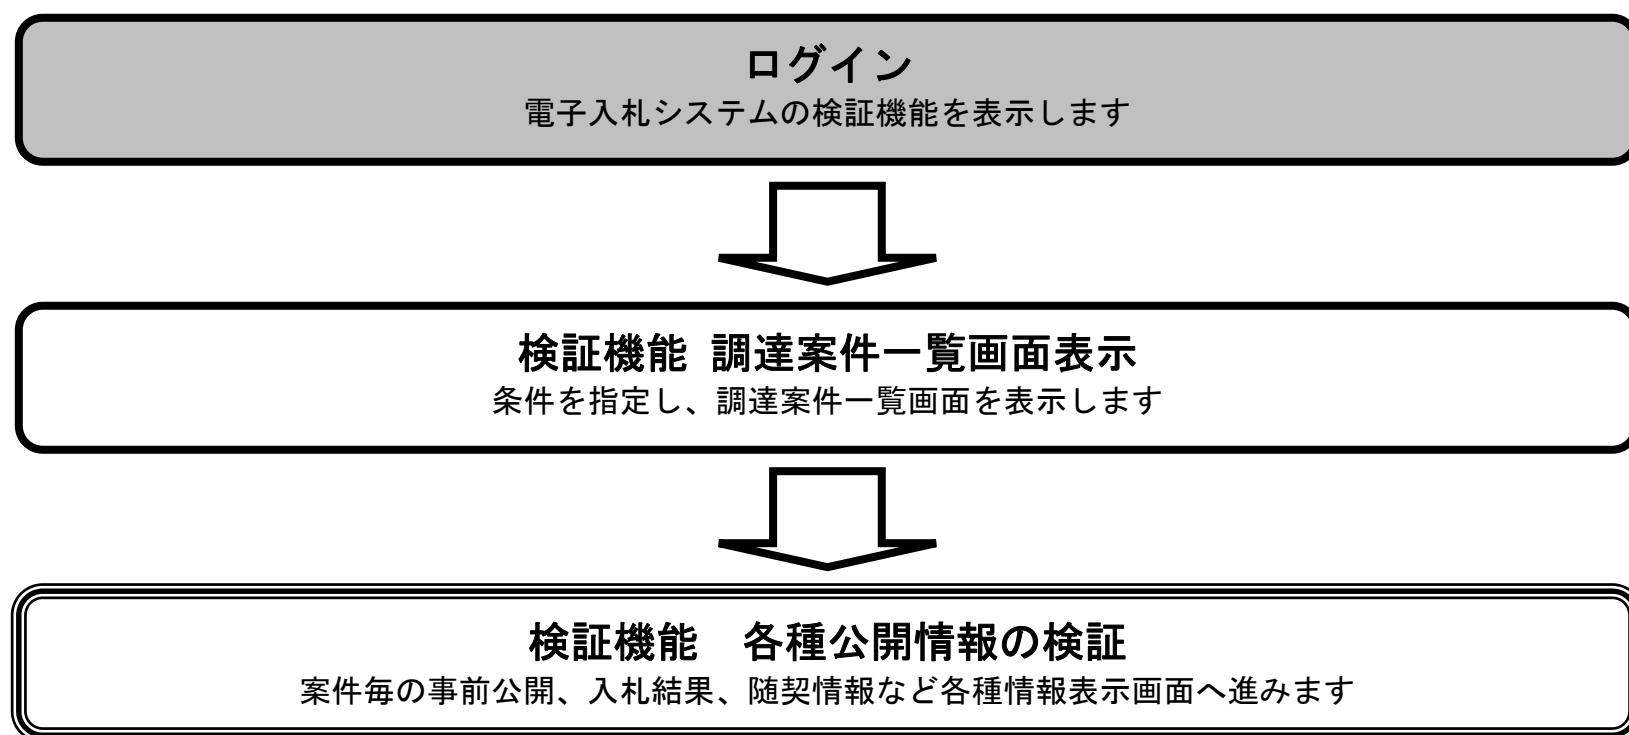 ログイン
電子入札システムの検証機能を表示します
検証機能 調達案件一覧画面表示
条件を指定し、調達案件一覧画面を表示します
検証機能　各種公開情報の検証
案件毎の事前公開、入札結果、随契情報など各種情報表示画面へ進みます